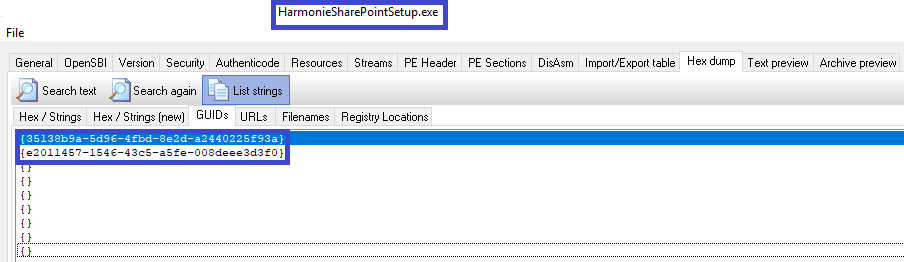 HarmonieSharePointSetup.exe
File
General OpenSBI Version Security Authenticode Resources Streams PE Header PE Sections DisAsm Import/Export table Hex dump Text preview Archive preview
Search text Search again List strings
Hex / Strings Hex / Strings (new) GUIDs URLs Filenames Registry Locations
{35138b9a-5d96-4fbd-8e2d-a2440225f93a}
{e2011457-1546-43c5-a5fe-008deee3d3f0}
{}
{}
{}
{}
{}
{}
{}